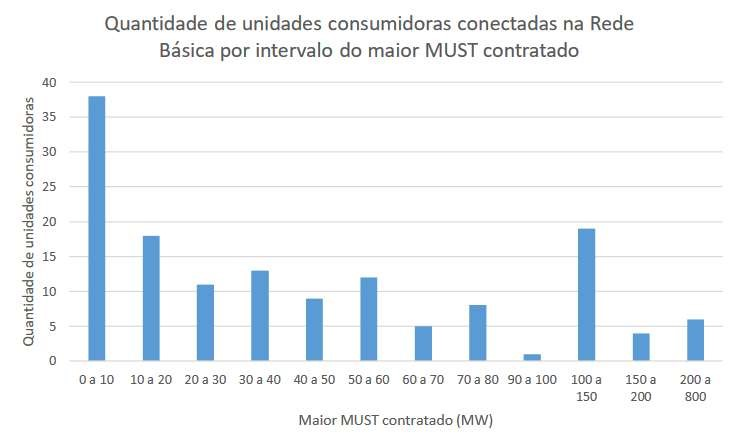 Quantidade de unidades consumidoras conectadas na Rede
Básica por intervalo do maior MUST contratado
Quantidade de unidades consumidoras
40
35
30
25
20
15
10
5
0
0 a 10 10 a 20 20 a 30 30 a 40 40 a 50 50 a 60 60 a 70 70 a 80 90 a 100 100 a 150 a 200 a
150 200 800
Maior MUST contratado (MW)